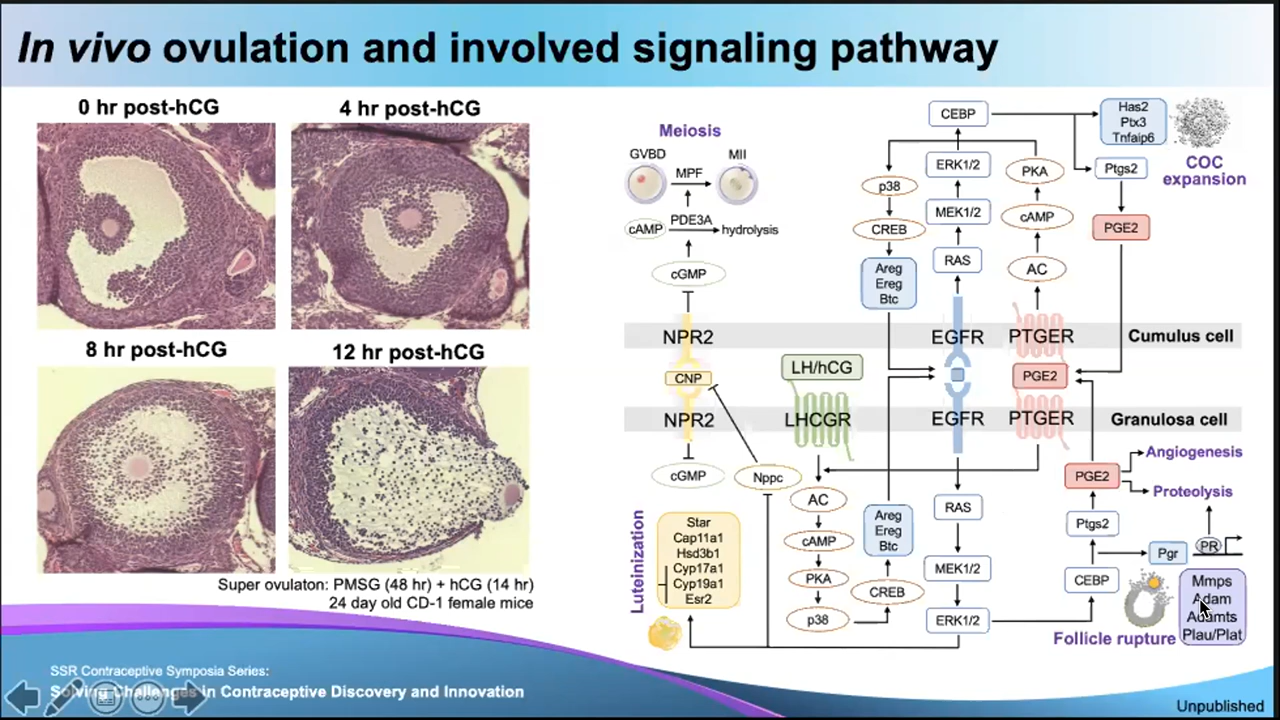 In vivo ovulation and involved signaling pathway
0 hr post-hCG
4 hr post-hCG
8 hr post-hCG
12 hr post-hCG
Super ovulaton: PMSG (48 hr) + hCG (14 hr)
24 day old CD-1 female mice
Meiosis
GVBD
MII
MPF
cAMP
PDE3A
hydrolysis
cGMP
NPR2
CNP
NPR2
cGMP
Nppc
LH/hCG
LHCGR
AC
cAMP
PKA
p38
CREB
Areg
Ereg
Btc
Luteinization
Star
Cap11a1
Hsd3b1
Cyp17a1
Cyp19a1
Esr2
CEBP
ERK1/2
MEK1/2
RAS
EGFR
p38
CREB
Areg
Ereg
Btc
PKA
cAMP
AC
PTGER
Cumulus cell
PGE2
EGFR
PTGER
Granulosa cell
Has2
Ptx3
Tnfaip6
COC
expansion
Ptgs2
PGE2
RAS
MEK1/2
ERK1/2
CEBP
Ptgs2
PGE2
Angiogenesis
Proteolysis
Pgr
PR
Mmps
Adam
Adamts
Plau/Plat
Follicle rupture
SSR Contraceptive Symposia Series:
Solving Challenges in Contraceptive Discovery and Innovation
Unpublished